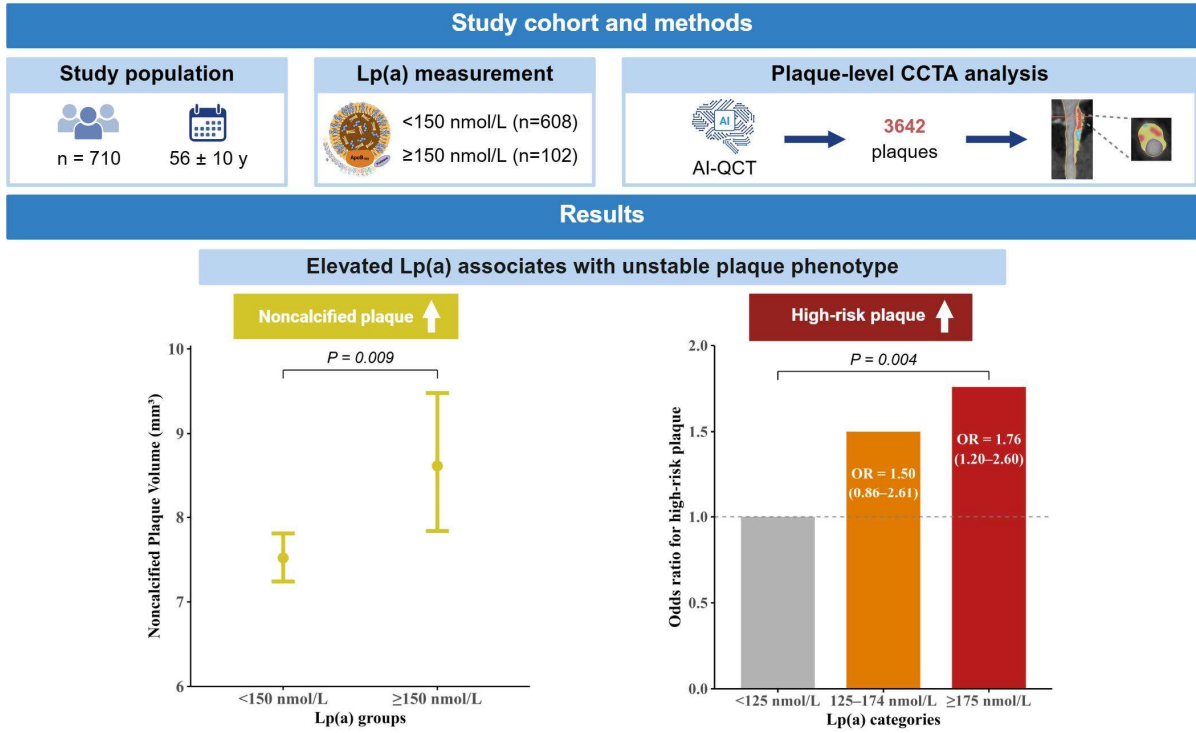 Study cohort and methods
Study population
n = 710
56 ± 10 y
Lp(a) measurement
<150 nmol/L (n=608)
≥150 nmol/L (n=102)
Plaque-level CCTA analysis
AI
AI-QCT
3642
plaques
Results
Elevated Lp(a) associates with unstable plaque phenotype
Noncalcified plaque
P = 0.009
Noncalcified Plaque Volume (mm³)
10
9
8
7
6
<150 nmol/L
≥150 nmol/L
Lp(a) groups
High-risk plaque
P = 0.004
Odds ratio for high-risk plaque
2.0
1.5
1.0
0.5
0.0
OR = 1.50
(0.86–2.61)
OR = 1.76
(1.20–2.60)
<125 nmol/L
125–174 nmol/L
≥175 nmol/L
Lp(a) categories